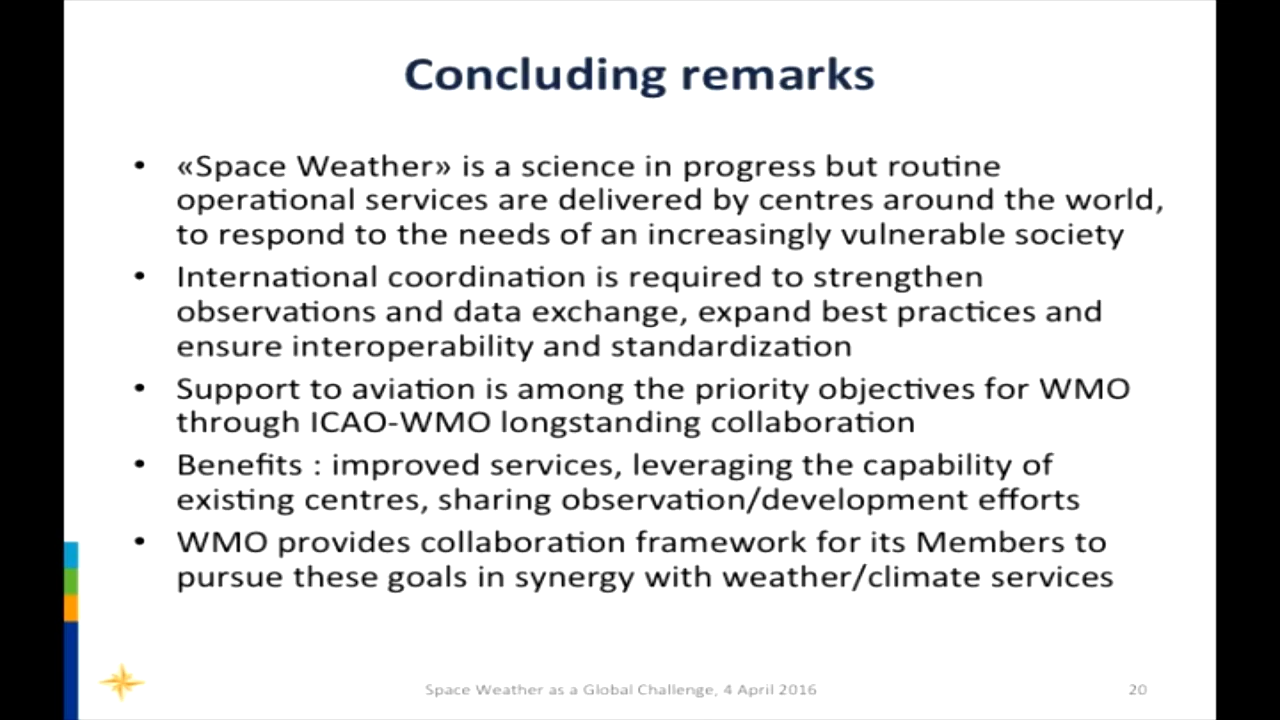 Concluding remarks
• «Space Weather» is a science in progress but routine
operational services are delivered by centres around the world,
to respond to the needs of an increasingly vulnerable society
• International coordination is required to strengthen
observations and data exchange, expand best practices and
ensure interoperability and standardization
• Support to aviation is among the priority objectives for WMO
through ICAO-WMO longstanding collaboration
• Benefits : improved services, leveraging the capability of
existing centres, sharing observation/development efforts
• WMO provides collaboration framework for its Members to
pursue these goals in synergy with weather/climate services
Space Weather as a Global Challenge, 4 April 2016
20